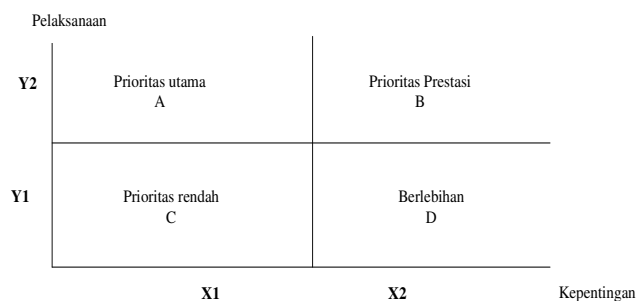 Pelaksanaan
Y2
Prioritas utama
A
Prioritas Prestasi
B
Y1
Prioritas rendah
C
Berlebihan
D
X1
X2
Kepentingan